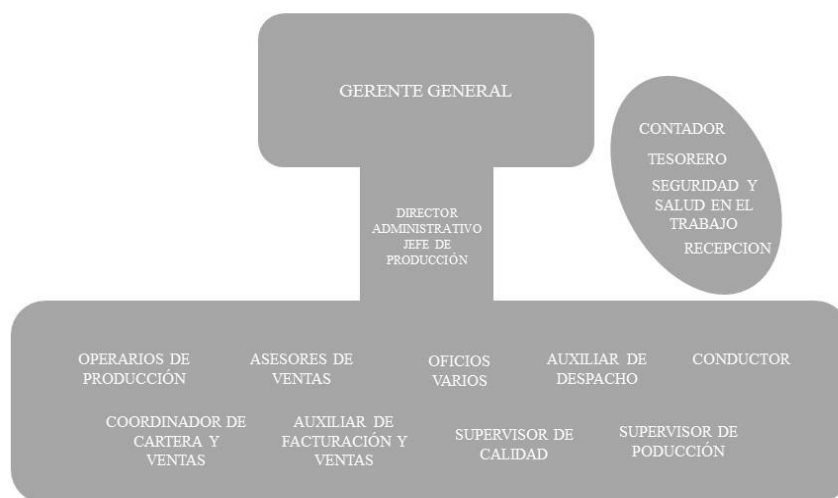 GERENTE GENERAL
CONTADOR
TESORERO
SEGURIDAD Y
SALUD EN EL
TRABAJO
RECEPCION
DIRECTOR
ADMINISTRATIVO
JEFE DE
PRODUCCIÓN
OPERARIOS DE
PRODUCCIÓN
ASESORES DE
VENTAS
OFICIOS
VARIOS
AUXILIAR DE
DESPACHO
CONDUCTOR
COORDINADOR DE
CARTERA Y
VENTAS
AUXILIAR DE
FACTURACIÓN Y
VENTAS
SUPERVISOR DE
CALIDAD
SUPERVISOR DE
PODUCCIÓN